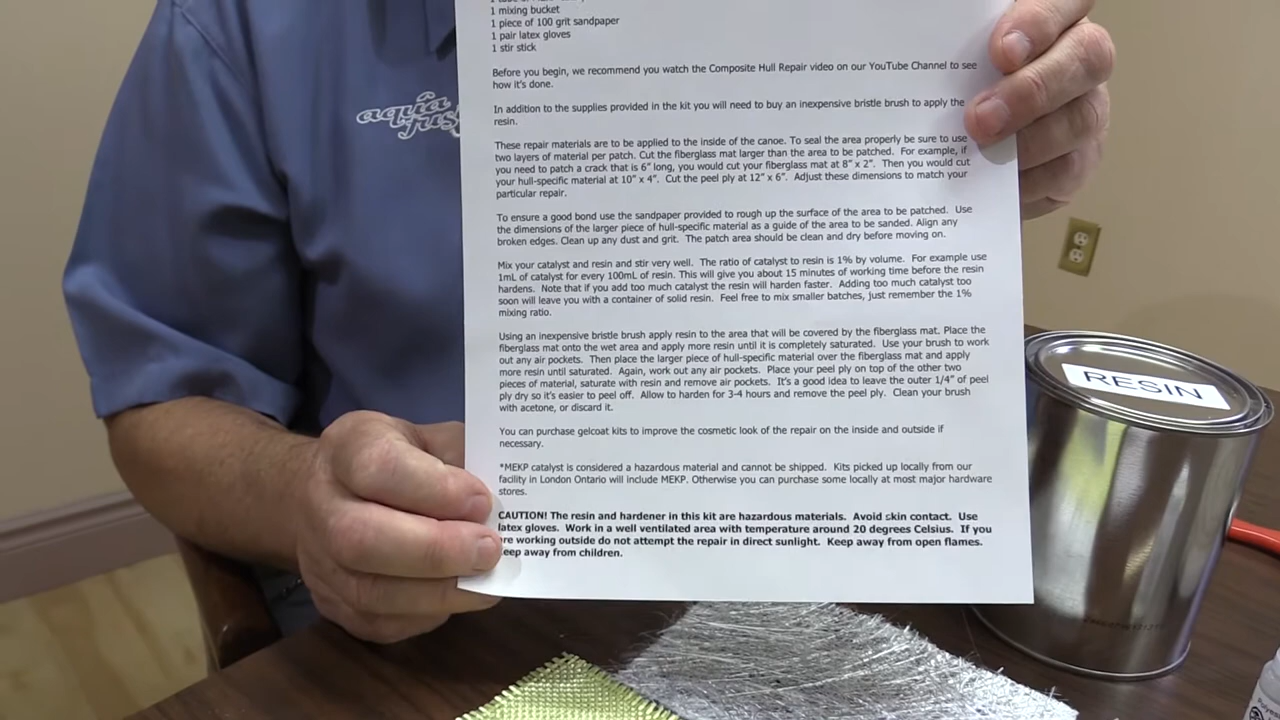 1 mixing bucket
1 piece of 100 grit sandpaper
1 pair latex gloves
1 stir stick
Before you begin, we recommend you watch the Composite Hull Repair video on our YouTube Channel to see
how it's done.
In addition to the supplies provided in the kit you will need to buy an inexpensive bristle brush to apply the
resin.
These repair materials are to be applied to the inside of the canoe. To seal the area properly be sure to use
two layers of material per patch. Cut the fiberglass mat larger than the area to be patched. For example, if
you need to patch a crack that is 6" long, you would cut your fiberglass mat at 8" x 2". Then you would cut
your hull-specific material at 10" x 4". Cut the peel ply at 12" x 6". Adjust these dimensions to match your
particular repair.
To ensure a good bond use the sandpaper provided to rough up the surface of the area to be patched. Use
the dimensions of the larger piece of hull-specific material as a guide of the area to be sanded. Align any
broken edges. Clean up any dust and grit. The patch area should be clean and dry before moving on.
Mix your catalyst and resin and stir very well. The ratio of catalyst to resin is 1% by volume. For example use
1mL of catalyst for every 100mL of resin. This will give you about 15 minutes of working time before the resin
hardens. Note that if you add too much catalyst the resin will harden faster. Adding too much catalyst too
soon will leave you with a container of solid resin. Feel free to mix smaller batches, just remember the 1%
mixing ratio.
Using an inexpensive bristle brush apply resin to the area that will be covered by the fiberglass mat. Place the
fiberglass mat onto the wet area and apply more resin until it is completely saturated. Use your brush to work
out any air pockets. Then place the larger piece of hull-specific material over the fiberglass mat and apply
more resin until saturated. Again, work out any air pockets. Place your peel ply on top of the other two
pieces of material, saturate with resin and remove air pockets. It's a good idea to leave the outer 1/4" of peel
ply dry so it's easier to peel off. Allow to harden for 3-4 hours and remove the peel ply. Clean your brush
with acetone, or discard it.
You can purchase gelcoat kits to improve the cosmetic look of the repair on the inside and outside if
necessary.
*MEKP catalyst is considered a hazardous material and cannot be shipped. Kits picked up locally from our
facility in London Ontario will include MEKP. Otherwise you can purchase some locally at most major hardware
stores.
CAUTION! The resin and hardener in this kit are hazardous materials. Avoid skin contact. Use
latex gloves. Work in a well ventilated area with temperature around 20 degrees Celsius. If you
re working outside do not attempt the repair in direct sunlight. Keep away from open flames.
eep away from children.
aqua
RESIN